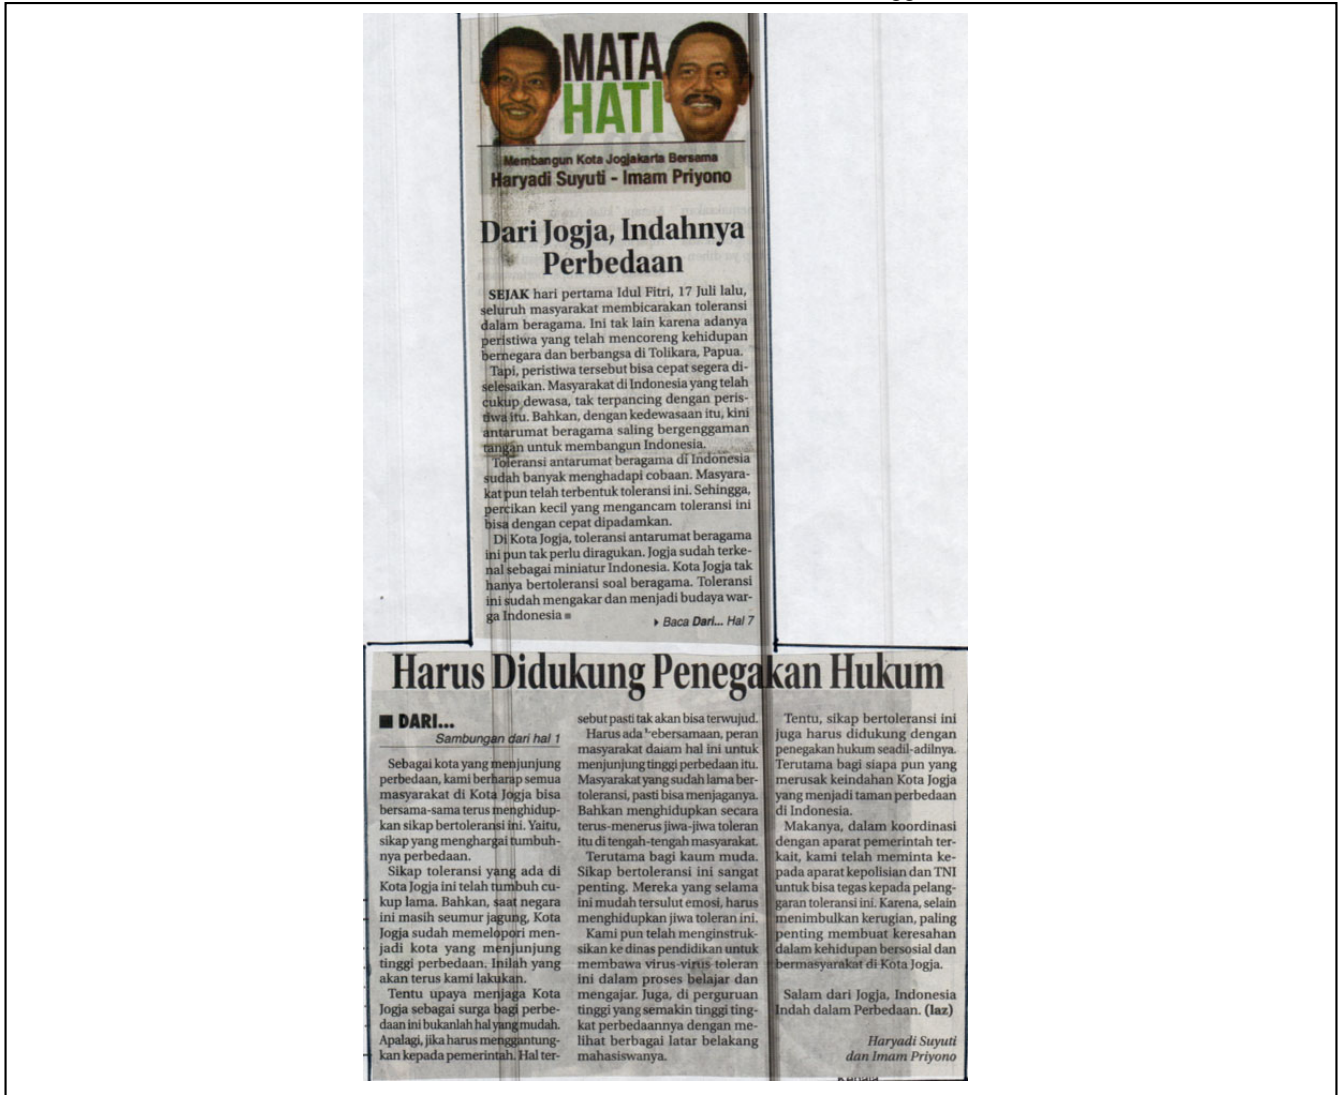 MATA
HATI
Membangun Kota Jogjakarta Bersama
Haryadi Suyuti - Imam Priyono
Dari Jogja, Indahnya
Perbedaan
SEJAK hari pertama Idul Fitri, 17 Juli lalu,
seluruh masyarakat membicarakan toleransi
dalam beragama. Ini tak lain karena adanya
peristiwa yang telah mencoreng kehidupan
bernegara dan berbangsa di Tolikara, Papua.
Tapi, peristiwa tersebut bisa cepat segera di-
selesaikan. Masyarakat di Indonesia yang telah
cukup dewasa, tak terpancing dengan peris-
tiwa itu. Bahkan, dengan kedewasaan itu, kini
antarumat beragama saling bergenggaman
tangan untuk membangun Indonesia.
Toleransi antarumat beragama di Indonesia
sudah banyak menghadapi cobaan. Masyara-
kat pun telah terbentuk toleransi ini. Sehingga,
percikan kecil yang mengancam toleransi ini
bisa dengan cepat dipadamkan.
Di Kota Jogja, toleransi antarumat beragama
ini pun tak perlu diragukan. Jogja sudah terke-
nal sebagai miniatur Indonesia. Kota Jogja tak
hanya bertoleransi soal beragama. Toleransi
ini sudah mengakar dan menjadi budaya war-
ga Indonesia ■
Baca Dari... Hal 7
Harus Didukung Penegakan Hukum
■ DARI...
Sambungan dari hal 1
Sebagai kota yang menjunjung
perbedaan, kami berharap semua
masyarakat di Kota Jogja bisa
bersama-sama terus menghidup-
kan sikap bertoleransi ini. Yaitu,
sikap yang menghargai tumbuh-
nya perbedaan.
Sikap toleransi yang ada di
Kota Jogja ini telah tumbuh cu-
kup lama. Bahkan, saat negara
ini masih seumur jagung, Kota
Jogja sudah memelopori men-
jadi kota yang menjunjung
tinggi perbedaan. Inilah yang
akan terus kami lakukan.
Tentu upaya menjaga Kota
Jogja sebagai surga bagi perbe-
daan ini bukanlah hal yang mudah.
Apalagi, jika harus menggantung-
kan kepada pemerintah. Hal ter-
sebut pasti tak akan bisa terwujud.
Harus ada kebersamaan, peran
masyarakat dalam hal ini untuk
menjunjung tinggi perbedaan itu.
Masyarakat yang sudah lama ber-
toleransi, pasti bisa menjaganya.
Bahkan menghidupkan secara
terus-menerus jiwa-jiwa toleran
itu di tengah-tengah masyarakat.
Terutama bagi kaum muda.
Sikap bertoleransi ini sangat
penting. Mereka yang selama
ini mudah tersulut emosi, harus
menghidupkan jiwa toleran ini.
Kami pun telah menginstruk-
sikan ke dinas pendidikan untuk
membawa virus-virus toleran
ini dalam proses belajar dan
mengajar. Juga, di perguruan
tinggi yang semakin tinggi ting-
kat perbedaannya dengan me-
lihat berbagai latar belakang
mahasiswanya.
Tentu, sikap bertoleransi ini
juga harus didukung dengan
penegakan hukum seadil-adilnya.
Terutama bagi siapa pun yang
merusak keindahan Kota Jogja
yang menjadi taman perbedaan
di Indonesia.
Makanya, dalam koordinasi
dengan aparat pemerintah ter-
kait, kami telah meminta ke-
pada aparat kepolisian dan TNI
untuk bisa tegas kepada pelang-
garan toleransi ini. Karena, selain
menimbulkan kerugian, paling
penting membuat keresahan
dalam kehidupan bersosial dan
bermasyarakat di Kota Jogja.
Salam dari Jogja, Indonesia
Indah dalam Perbedaan. (laz)
Haryadi Suyuti
dan Imam Priyono